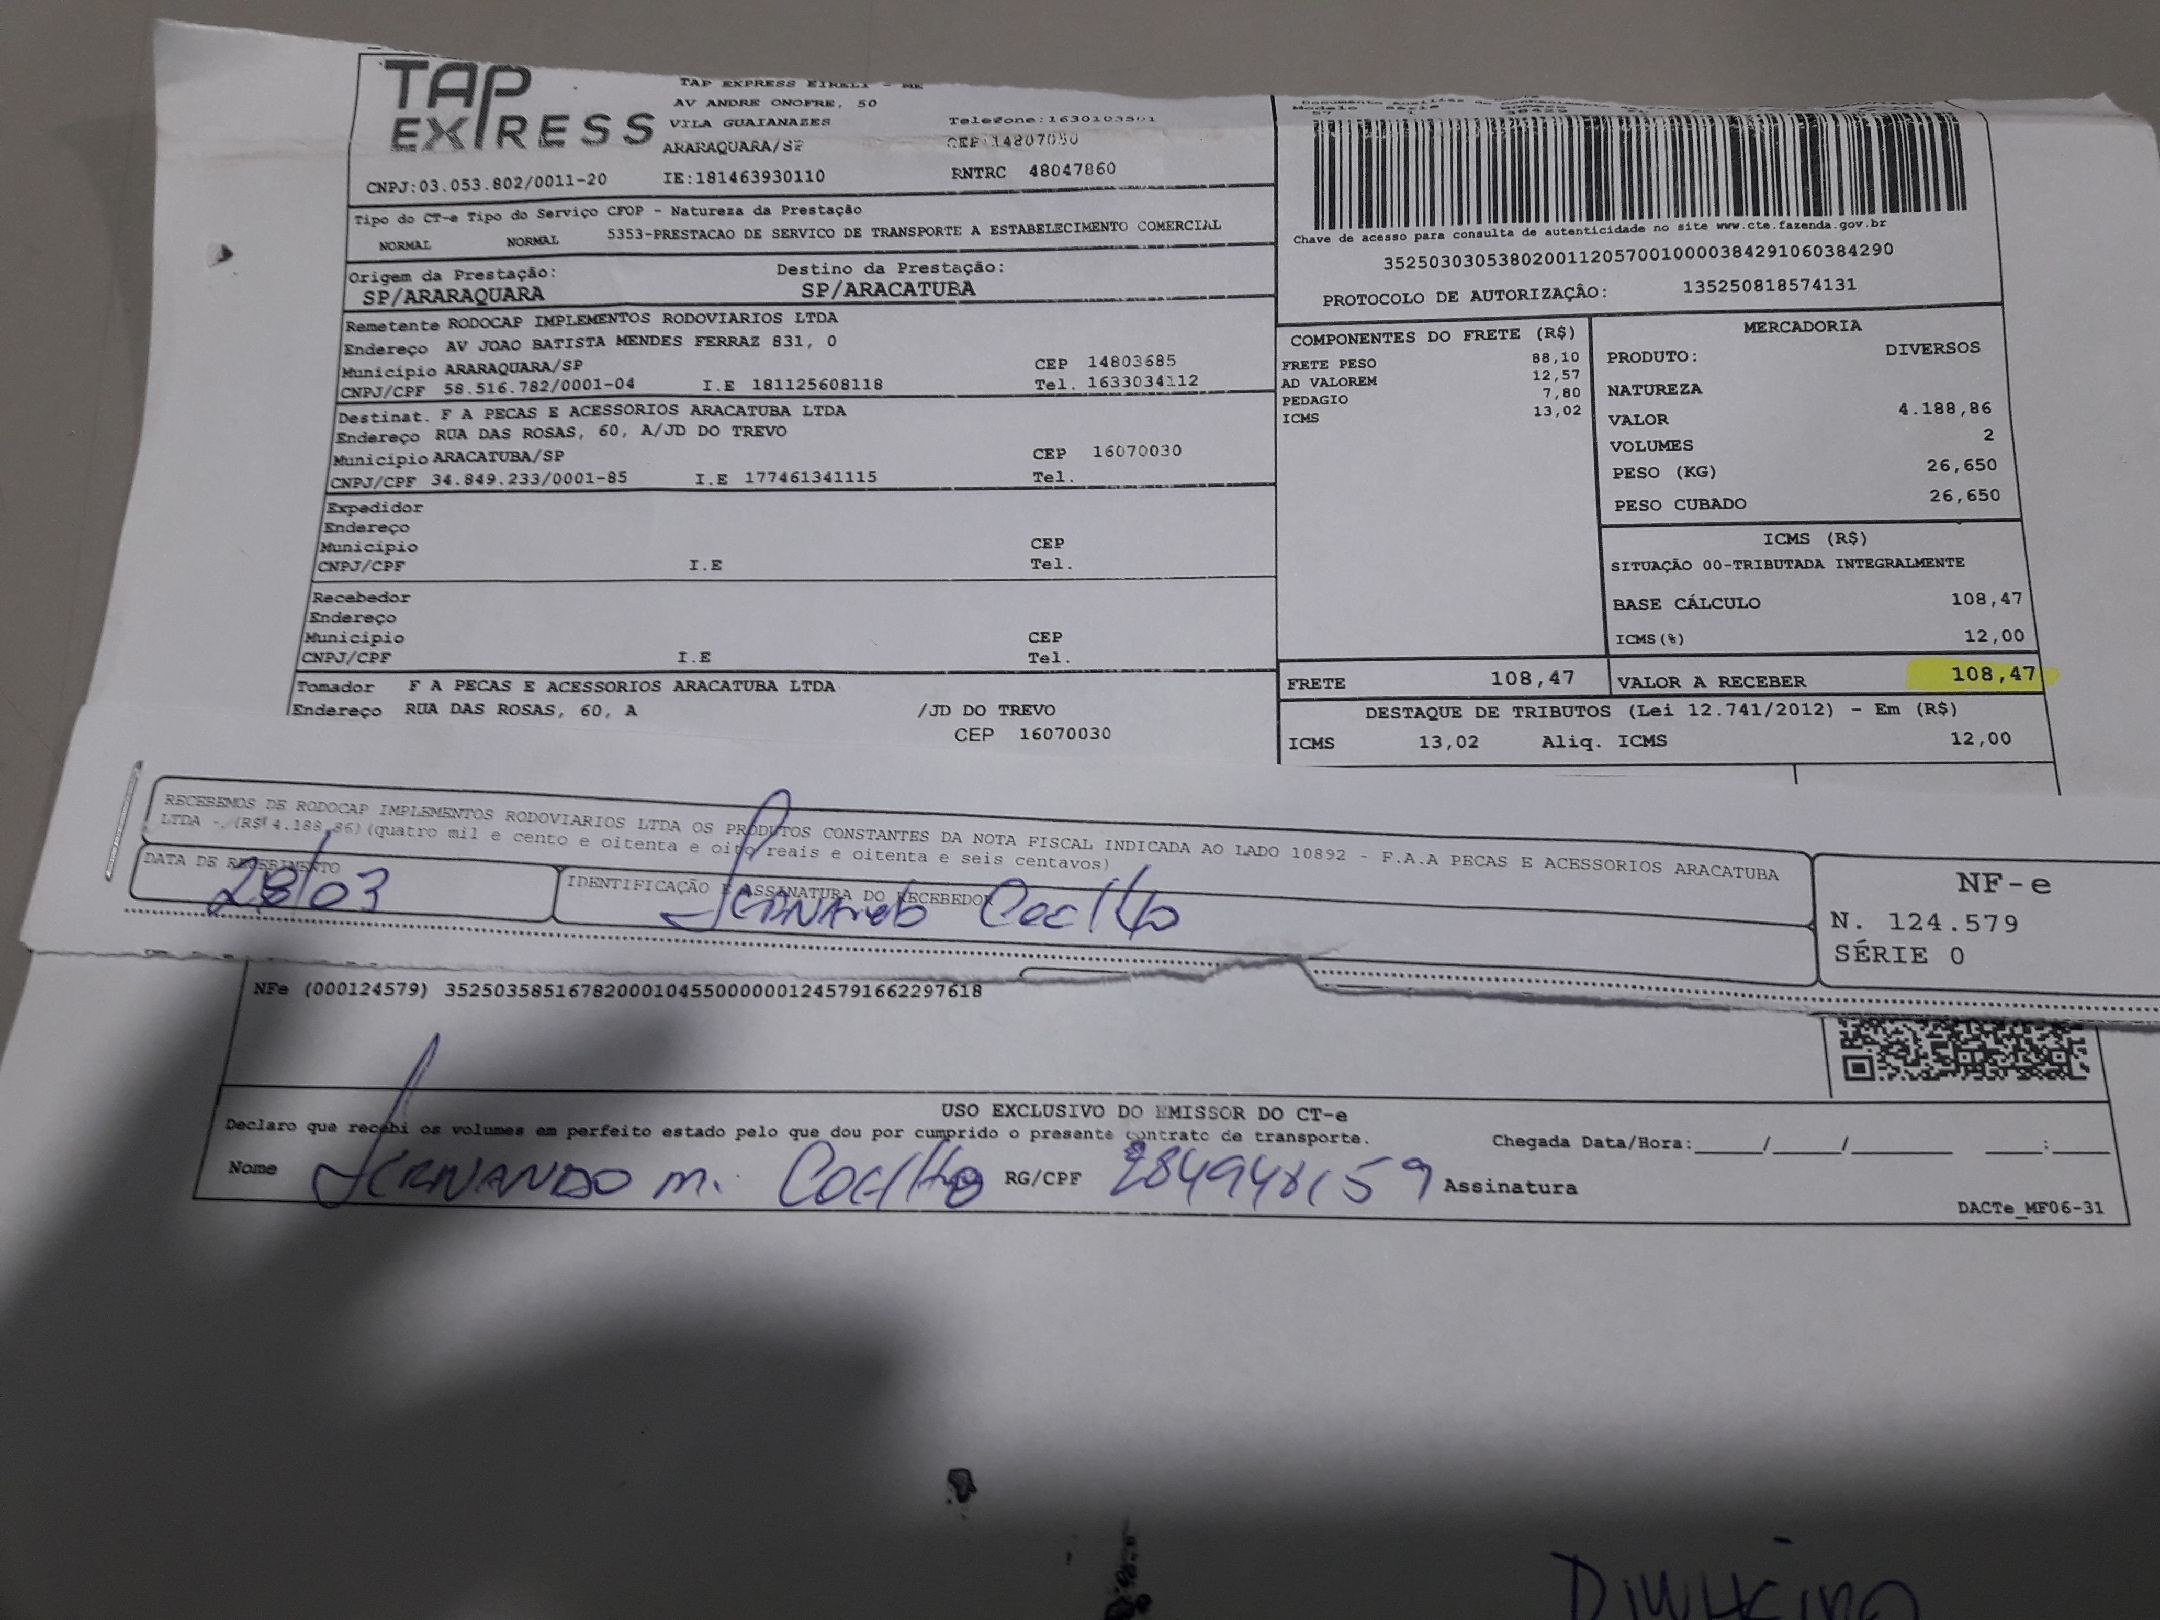 TAP
EXPRESS
TAP EXPRESS EIRELI - ME
AV ANDRE ONOFRE, 50
VILA GUAIANAZES
Telefone:1630103501
ARARAQUARA/SP
CEP:14807050
CNPJ:03.053.802/0011-20 IE:181463930110 RNTRC 48047860
Tipo do CT-e Tipo do Serviço CFOP - Natureza da Prestação
NORMAL NORMAL 5353-PRESTACAO DE SERVICO DE TRANSPORTE A ESTABELECIMENTO COMERCIAL
Origem da Prestação: Destino da Prestação:
SP/ARARAQUARA SP/ARACATUBA
Remetente RODOCAP IMPLEMENTOS RODOVIARIOS LTDA
Endereço AV JOAO BATISTA MENDES FERRAZ 831, 0
Município ARARAQUARA/SP CEP 14803685
CNPJ/CPF 58.516.782/0001-04 I.E 181125608118 Tel. 1633034112
Destinat. F A PECAS E ACESSORIOS ARACATUBA LTDA
Endereço RUA DAS ROSAS, 60, A/JD DO TREVO
Município ARACATUBA/SP CEP 16070030
CNPJ/CPF 34.849.233/0001-85 I.E 177461341115 Tel.
Expedidor
Endereço
Município CEP
CNPJ/CPF I.E Tel.
Recebedor
Endereço
Município CEP
CNPJ/CPF I.E Tel.
Tomador F A PECAS E ACESSORIOS ARACATUBA LTDA
Endereço RUA DAS ROSAS, 60, A /JD DO TREVO
CEP 16070030
Chave de acesso para consulta de autenticidade no site www.cte.fazenda.gov.br
35250303053802001120570010000384291060384290
PROTOCOLO DE AUTORIZAÇÃO: 135250818574131
COMPONENTES DO FRETE (R$)
FRETE PESO 88,10
AD VALOREM 12,57
PEDAGIO 7,80
ICMS 13,02
MERCADORIA
PRODUTO: DIVERSOS
NATUREZA
VALOR 4.188,86
VOLUMES 2
PESO (KG) 26,650
PESO CUBADO 26,650
ICMS (R$)
SITUAÇÃO 00-TRIBUTADA INTEGRALMENTE
BASE CÁLCULO 108,47
ICMS(%) 12,00
FRETE 108,47 VALOR A RECEBER 108,47
DESTAQUE DE TRIBUTOS (Lei 12.741/2012) - Em (R$)
ICMS 13,02 Aliq. ICMS 12,00
RECEBEMOS DE RODOCAP IMPLEMENTOS RODOVIARIOS LTDA OS PRODUTOS CONSTANTES DA NOTA FISCAL INDICADA AO LADO 10892 - F.A.A PECAS E ACESSORIOS ARACATUBA
LTDA - (R$ 4.188,86)(quatro mil e cento e oitenta e oito reais e oitenta e seis centavos)
DATA DE RECEBIMENTO
28/03
IDENTIFICAÇÃO E ASSINATURA DO RECEBEDOR
Fernando Coelho
NF-e
N. 124.579
SÉRIE 0
NFe (000124579) 35250358516782000104550000001245791662297618
USO EXCLUSIVO DO EMISSOR DO CT-e
Declaro que recebi os volumes em perfeito estado pelo que dou por cumprido o presente contrato de transporte. Chegada Data/Hora:____/____/____ ___:___
Nome FERNANDO M. Coelho RG/CPF 284948159 Assinatura
DACTe_MF06-31
DINHEIRO